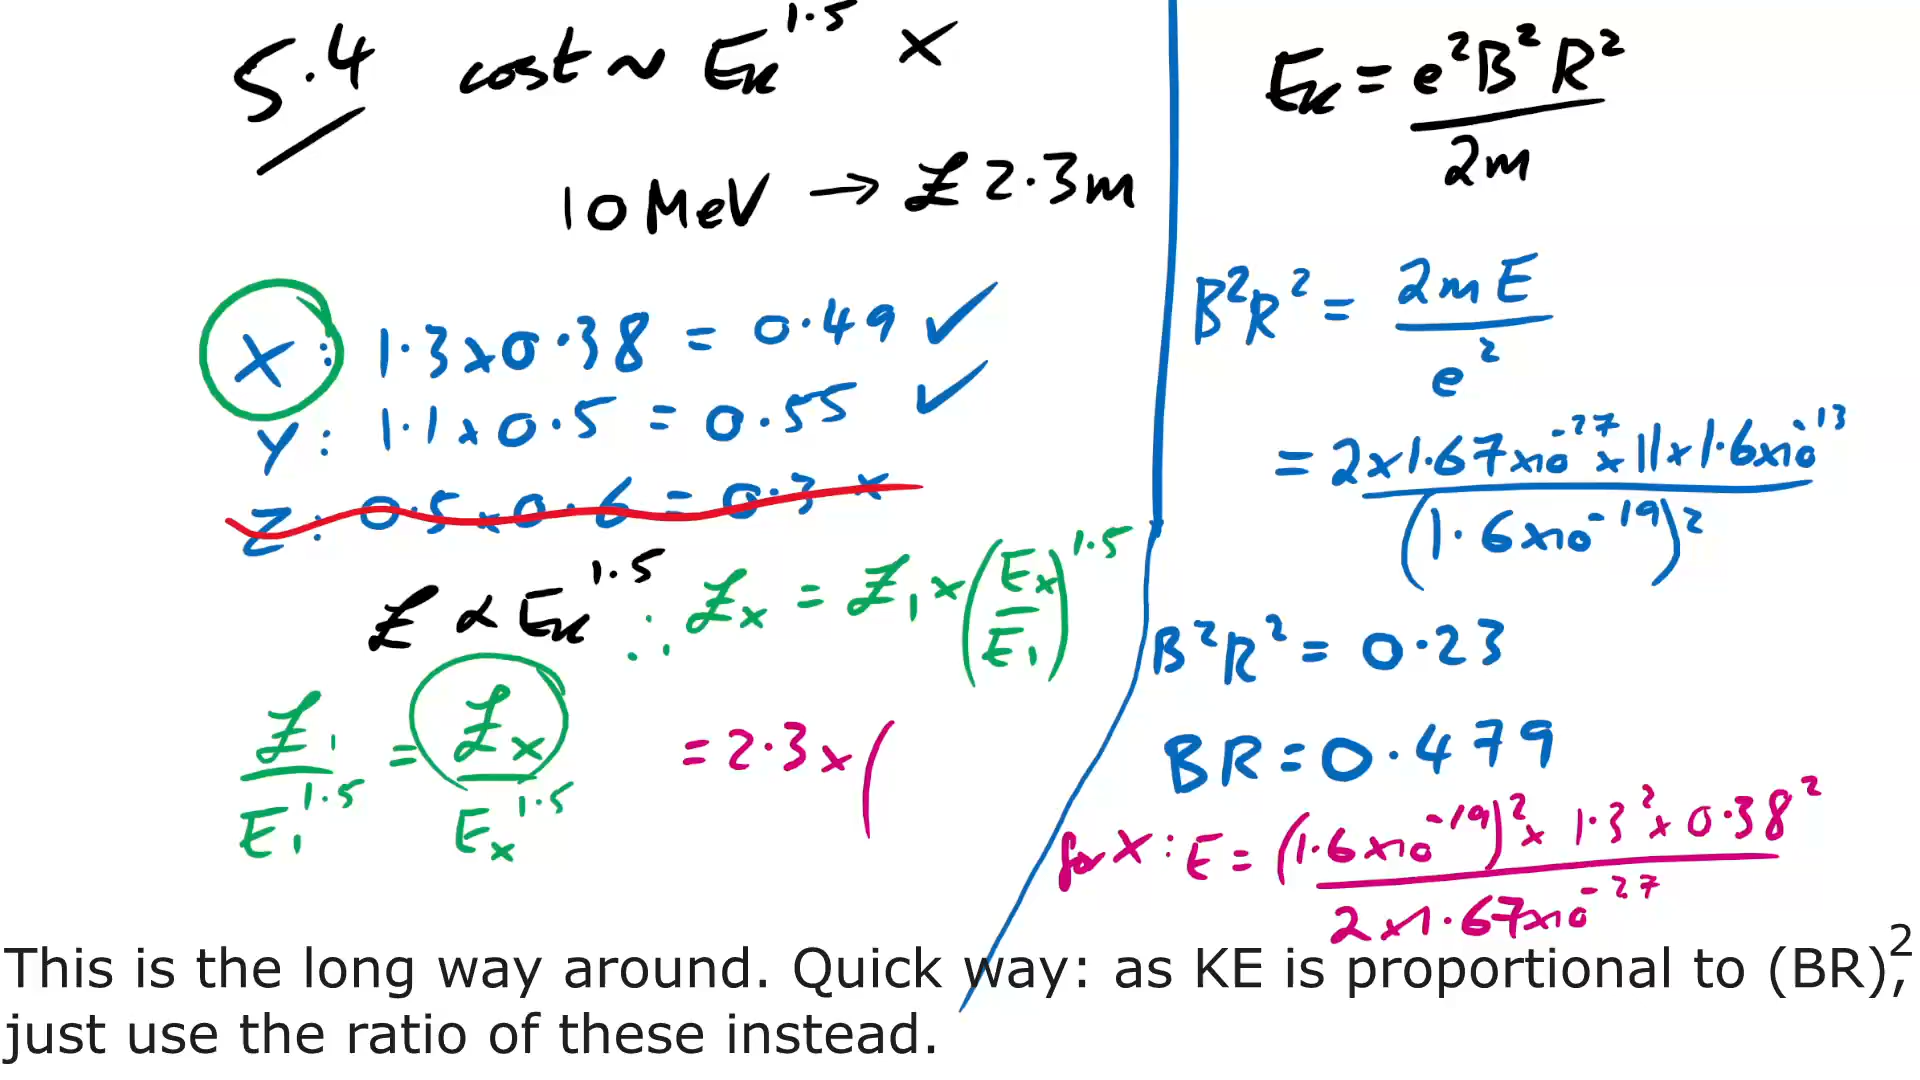 5.4 cost ~ Eₖ^1.5 ×
10 MeV → £2.3m
X: 1.3 × 0.38 = 0.49 ✓
Y: 1.1 × 0.5 = 0.55 ✓
Z: 0.5 × 0.6 = 0.3 ×
£ ∝ Eₖ^1.5 ∴ £ₓ = £₁ × (Eₓ/E₁)^1.5
£₁/E₁^1.5 = £ₓ/Eₓ^1.5 = 2.3 × (
Eₖ = e²B²R²/2m
B²R² = 2mE/e²
= 2×1.67×10⁻²⁷ × 11×1.6×10⁻¹³/(1.6×10⁻¹⁹)²
B²R² = 0.23
BR = 0.479
for X: E = (1.6×10⁻¹⁹)² × 1.3² × 0.38²/2×1.67×10⁻²⁷
This is the long way around. Quick way: as KE is proportional to (BR)²,
just use the ratio of these instead.